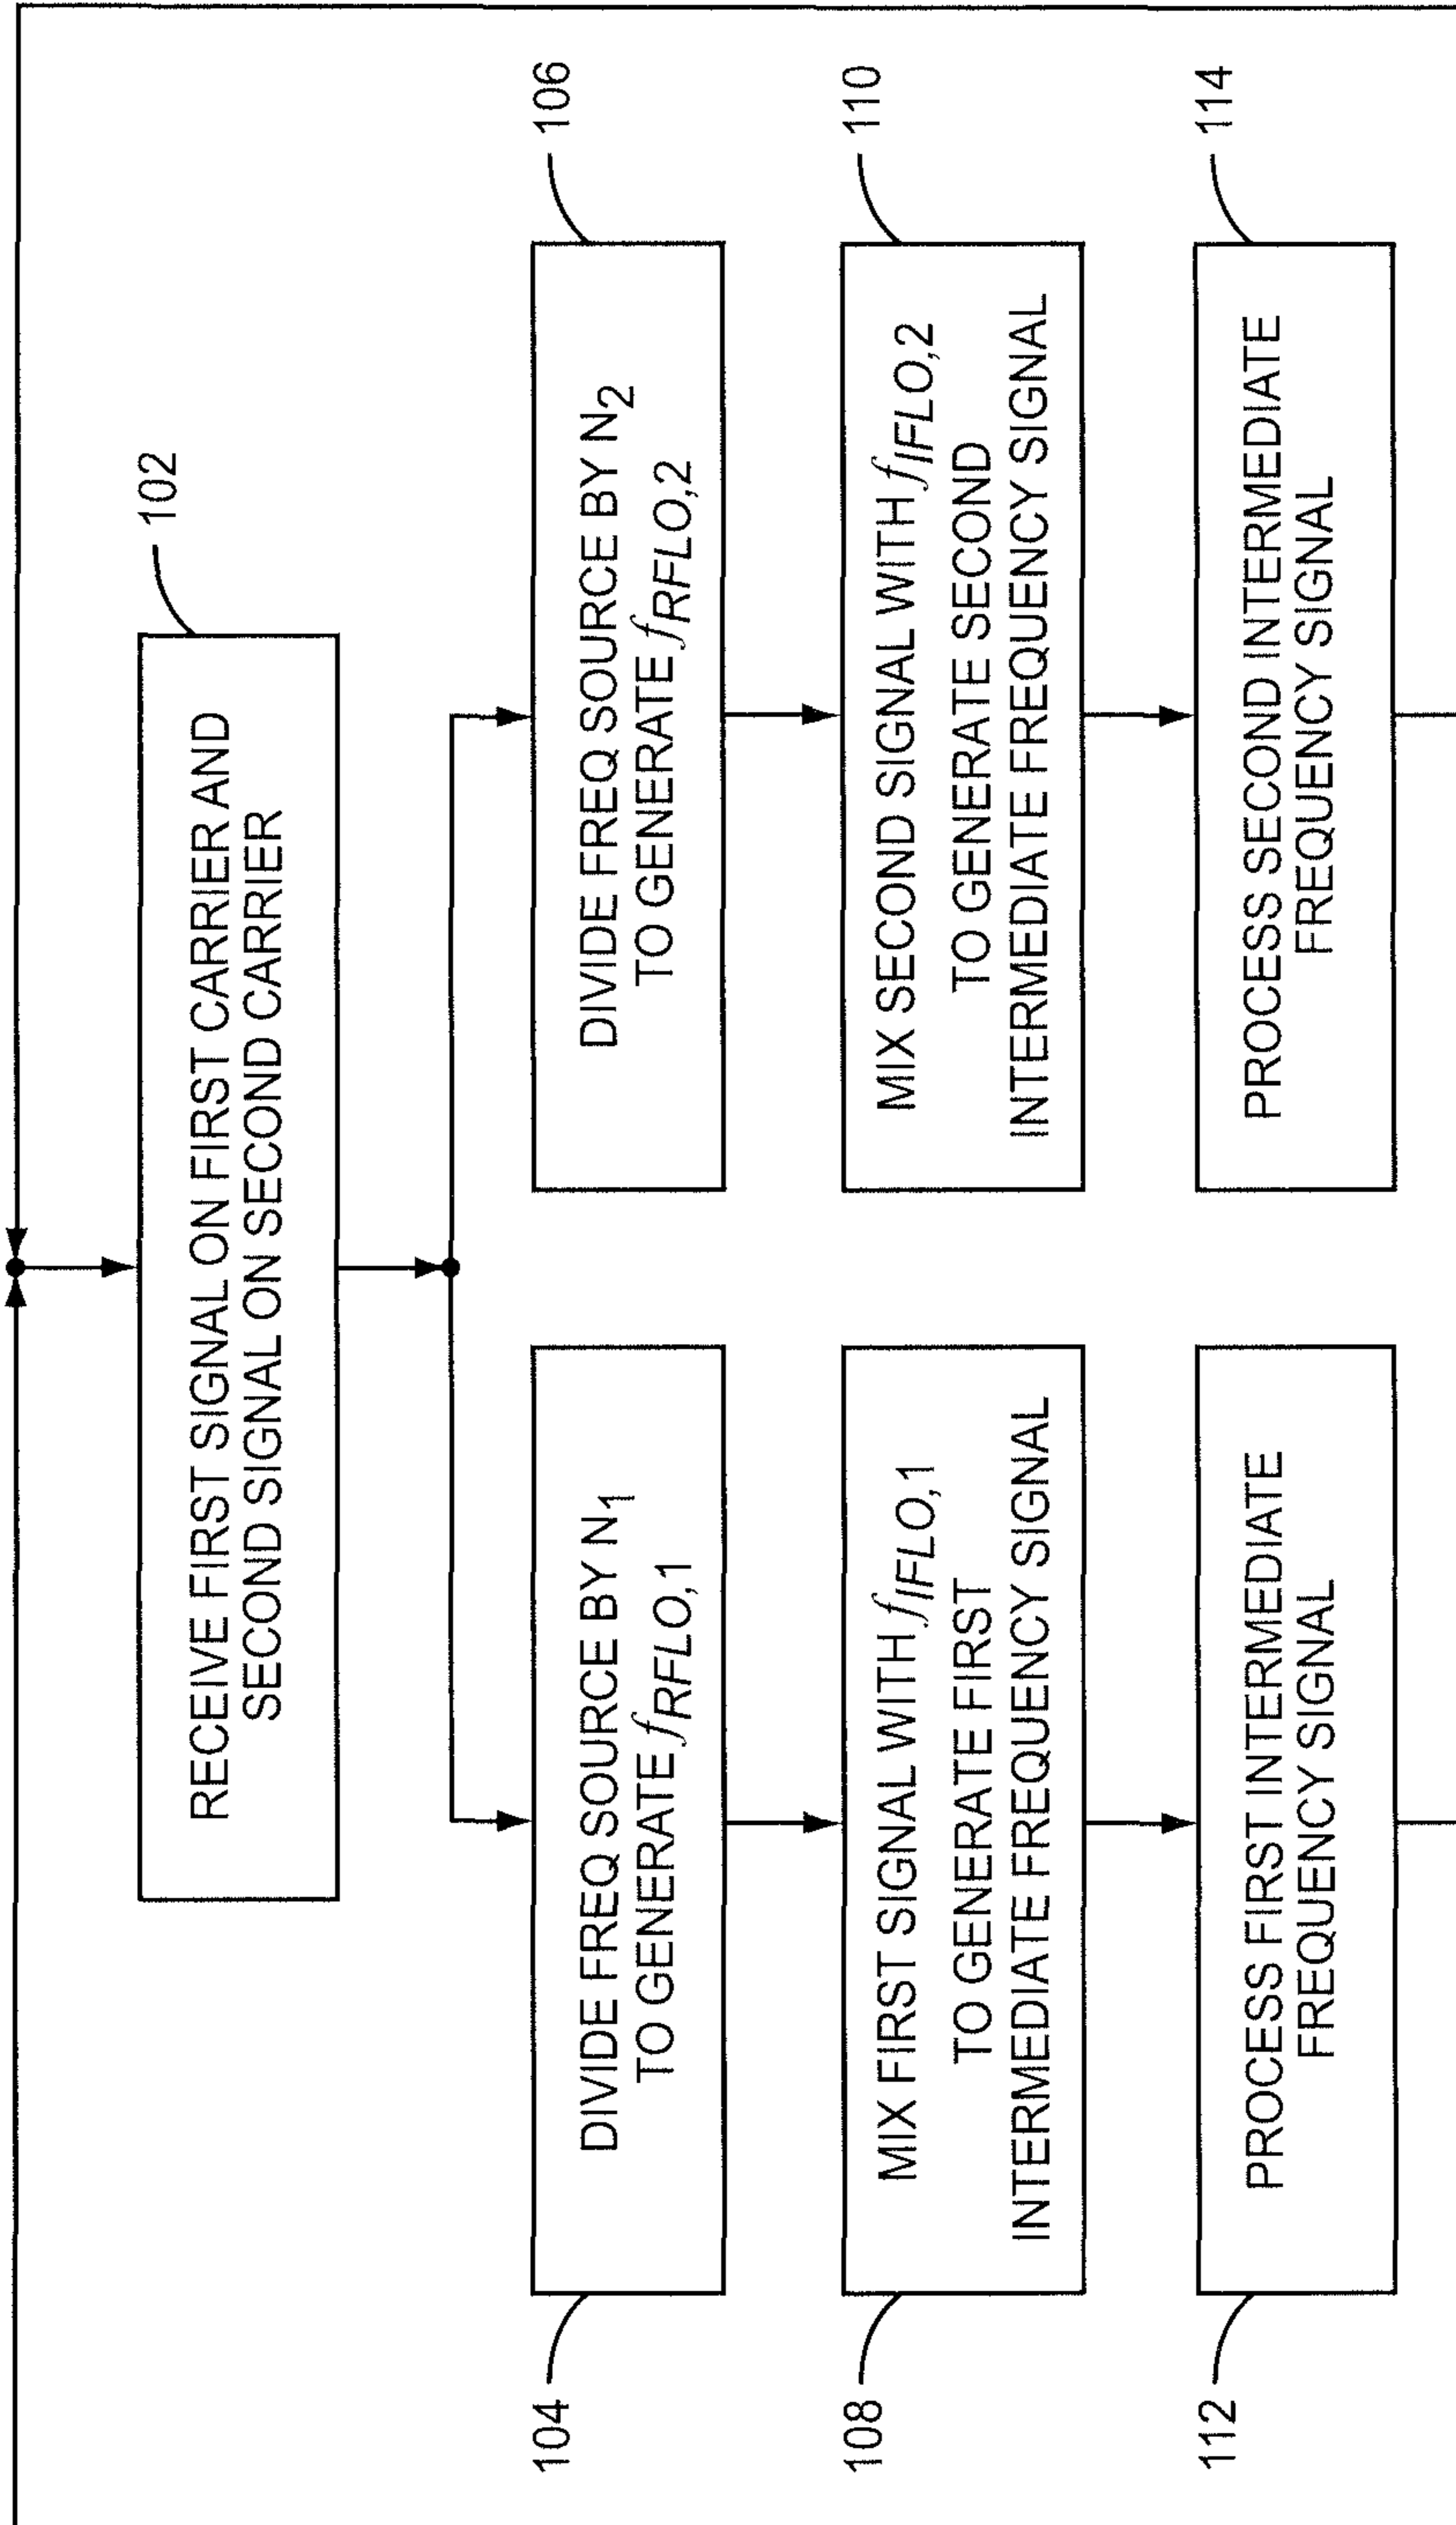 102
RECEIVE FIRST SIGNAL ON FIRST CARRIER AND
SECOND SIGNAL ON SECOND CARRIER
104
DIVIDE FREQ SOURCE BY N1
TO GENERATE fRFLO,1
106
DIVIDE FREQ SOURCE BY N2
TO GENERATE fRFLO,2
108
MIX FIRST SIGNAL WITH fIFLO,1
TO GENERATE FIRST
INTERMEDIATE FREQUENCY SIGNAL
110
MIX SECOND SIGNAL WITH fIFLO,2
TO GENERATE SECOND
INTERMEDIATE FREQUENCY SIGNAL
112
PROCESS FIRST INTERMEDIATE
FREQUENCY SIGNAL
114
PROCESS SECOND INTERMEDIATE
FREQUENCY SIGNAL